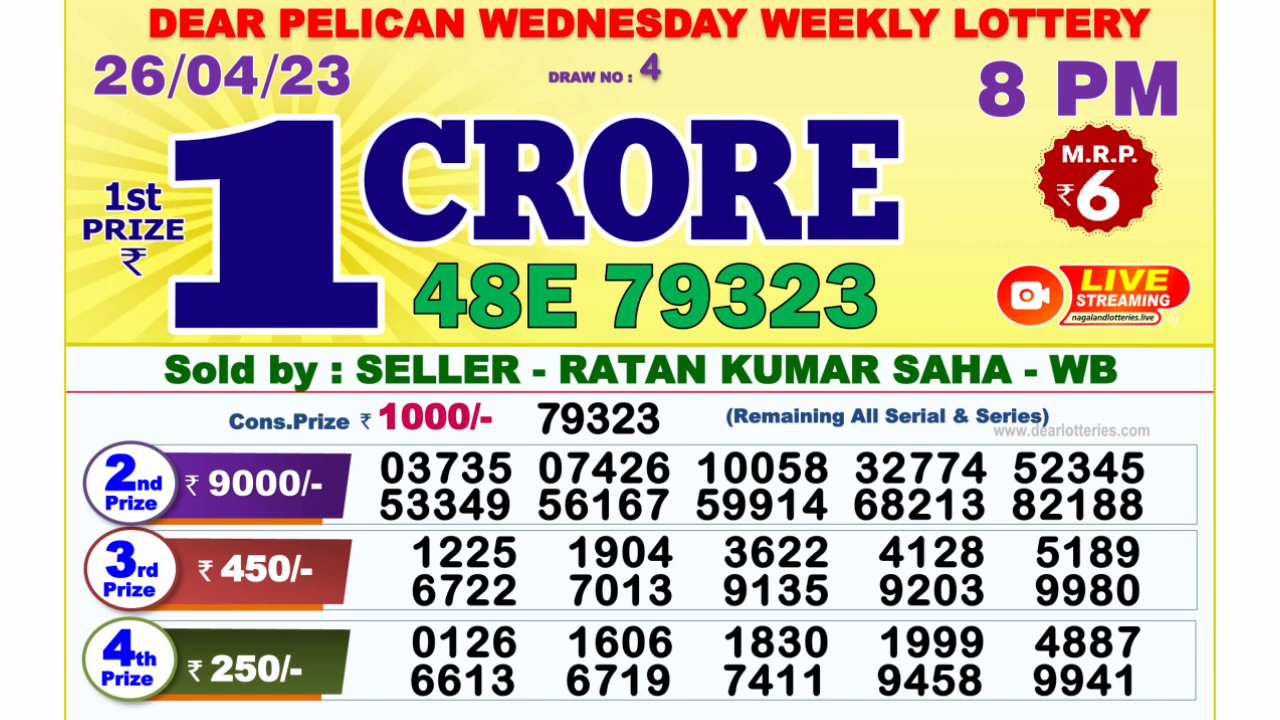 DEAR PELICAN WEDNESDAY WEEKLY LOTTERY
26/04/23 DRAW NO : 4 8 PM
1st PRIZE ₹ 1 CRORE
M.R.P. ₹ 6
48E 79323
LIVE
STREAMING
nagalandlotteries.live
Sold by : SELLER - RATAN KUMAR SAHA - WB
Cons.Prize ₹ 1000/- 79323 (Remaining All Serial & Series)
www.dearlotteries.com
2nd Prize ₹ 9000/-
03735 07426 10058 32774 52345
53349 56167 59914 68213 82188
3rd Prize ₹ 450/-
1225 1904 3622 4128 5189
6722 7013 9135 9203 9980
4th Prize ₹ 250/-
0126 1606 1830 1999 4887
6613 6719 7411 9458 9941